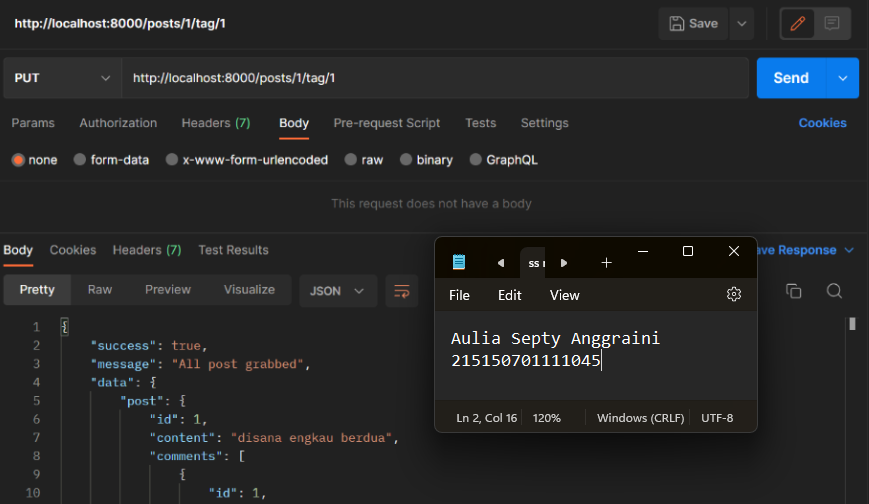 http://localhost:8000/posts/1/tag/1
Save
PUT
http://localhost:8000/posts/1/tag/1
Send
Params Authorization Headers (7) Body Pre-request Script Tests Settings Cookies
none form-data x-www-form-urlencoded raw binary GraphQL
This request does not have a body
Body Cookies Headers (7) Test Results
ave Response
Pretty Raw Preview Visualize JSON
1 {
2 "success": true,
3 "message": "All post grabbed",
4 "data": {
5 "post": {
6 "id": 1,
7 "content": "disana engkau berdua",
8 "comments": [
9 {
10 "id": 1,
ss
File Edit View
Aulia Septy Anggraini
215150701111045
Ln 2, Col 16 120% Windows (CRLF) UTF-8